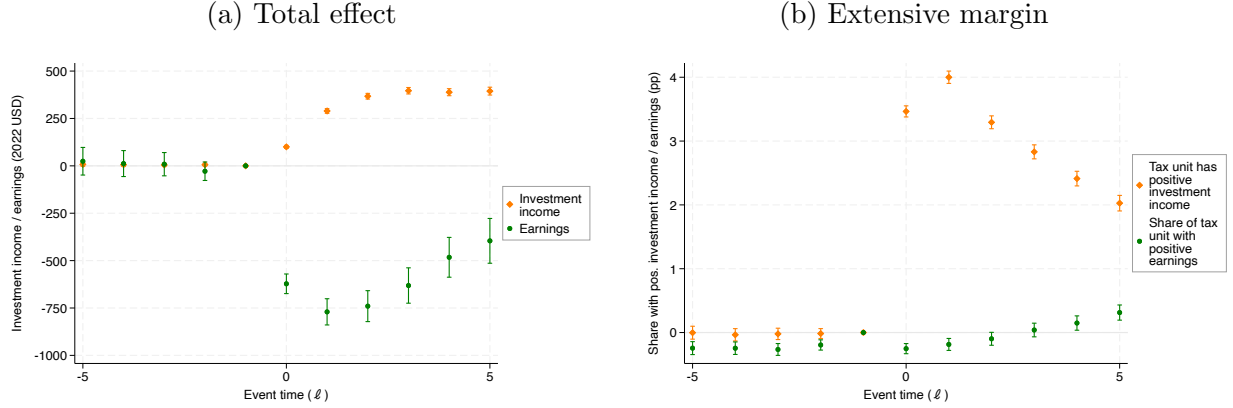 (a) Total effect
Investment income / earnings (2022 USD)
500
250
0
-250
-500
-750
-1000
-5
0
5
Event time (ℓ)
Investment
income
Earnings
(b) Extensive margin
Share with pos. investment income / earnings (pp)
4
3
2
1
0
-5
0
5
Event time (ℓ)
Tax unit has
positive
investment
income
Share of tax
unit with
positive
earnings